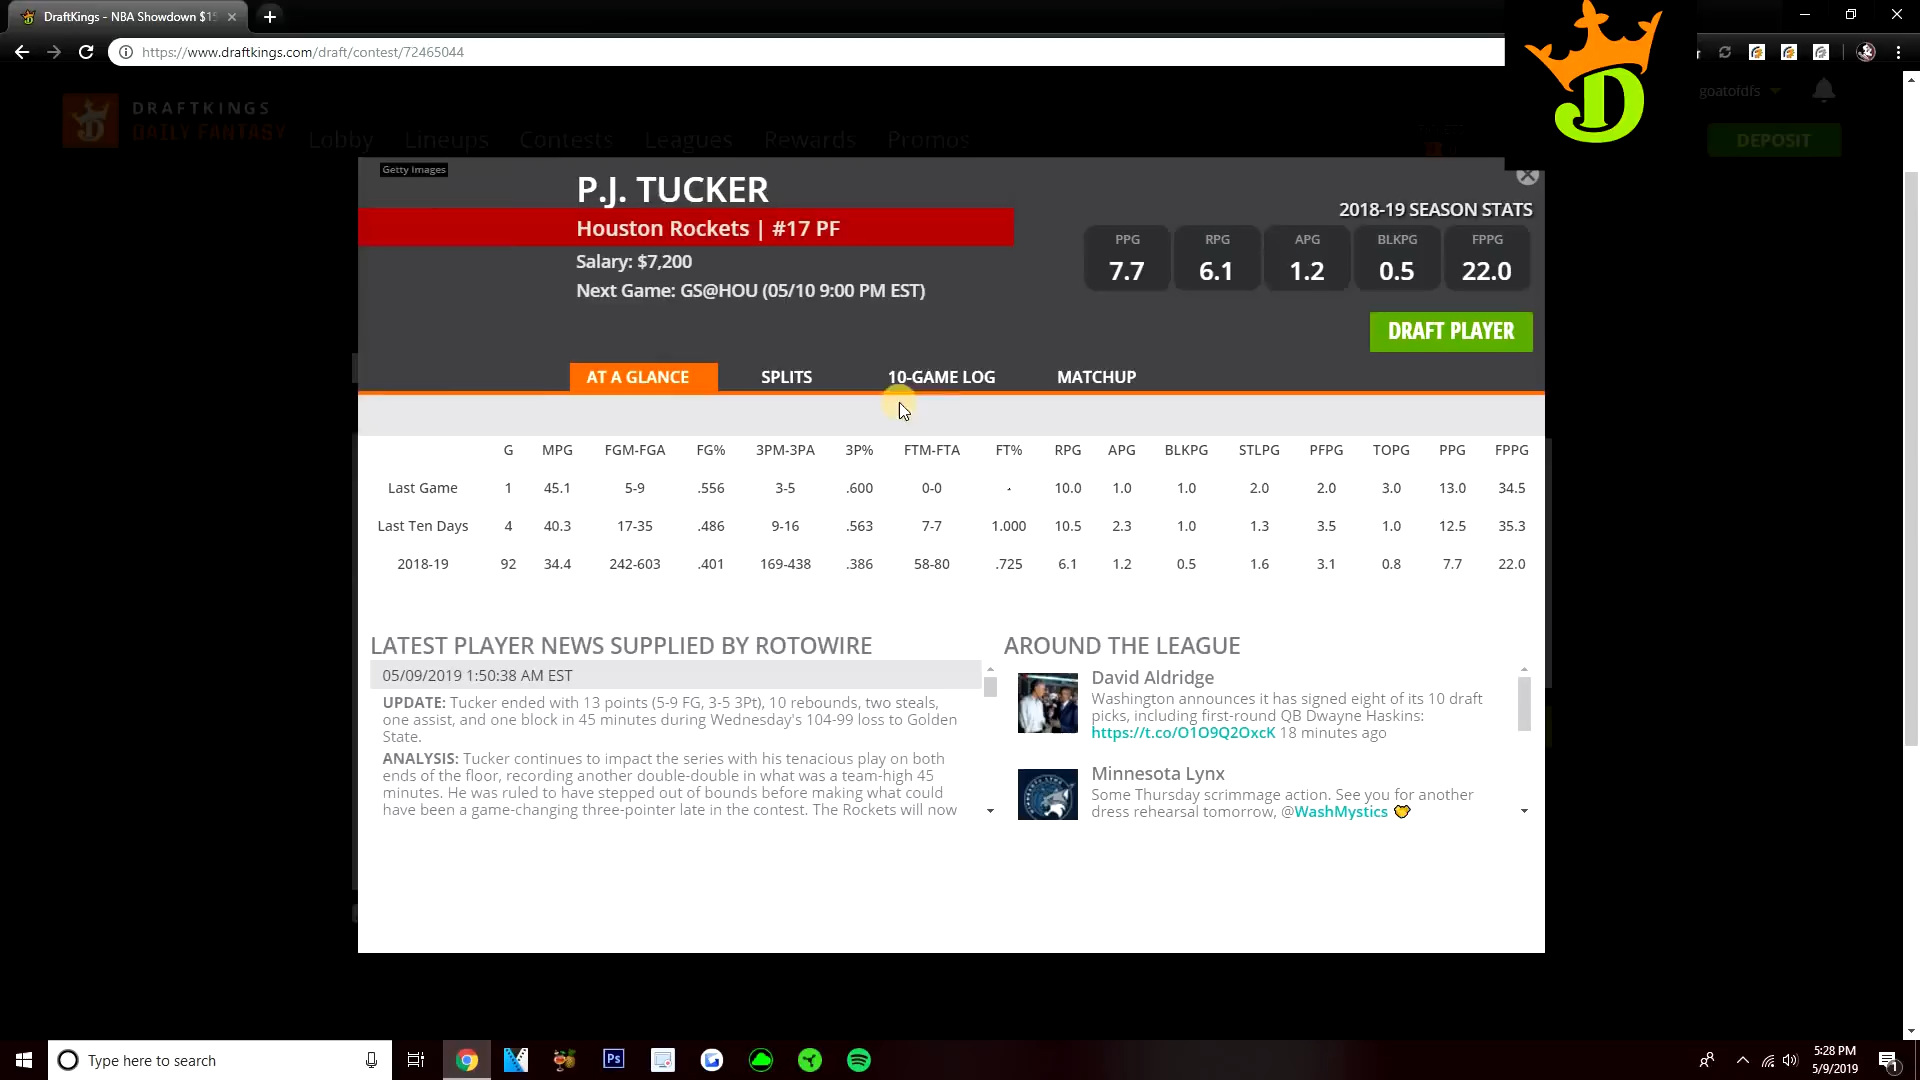 DraftKings - NBA Showdown $1
https://www.draftkings.com/draft/contest/72465044
DRAFTKINGS
DAILY FANTASY
Lobby
Lineups
Contests
Leagues
Rewards
Promos
goatofdfs
DEPOSIT
Getty Images
P.J. TUCKER
Houston Rockets | #17 PF
Salary: $7,200
Next Game: GS@HOU (05/10 9:00 PM EST)
2018-19 SEASON STATS
PPG RPG APG BLKPG FPPG
7.7 6.1 1.2 0.5 22.0
DRAFT PLAYER
AT A GLANCE SPLITS 10-GAME LOG MATCHUP
G MPG FGM-FGA FG% 3PM-3PA 3P% FTM-FTA FT% RPG APG BLKPG STLPG PFPG TOPG PPG FPPG
Last Game 1 45.1 5-9 .556 3-5 .600 0-0 - 10.0 1.0 1.0 2.0 2.0 3.0 13.0 34.5
Last Ten Days 4 40.3 17-35 .486 9-16 .563 7-7 1.000 10.5 2.3 1.0 1.3 3.5 1.0 12.5 35.3
2018-19 92 34.4 242-603 .401 169-438 .386 58-80 .725 6.1 1.2 0.5 1.6 3.1 0.8 7.7 22.0
LATEST PLAYER NEWS SUPPLIED BY ROTOWIRE
05/09/2019 1:50:38 AM EST
UPDATE: Tucker ended with 13 points (5-9 FG, 3-5 3Pt), 10 rebounds, two steals,
one assist, and one block in 45 minutes during Wednesday's 104-99 loss to Golden
State.
ANALYSIS: Tucker continues to impact the series with his tenacious play on both
ends of the floor, recording another double-double in what was a team-high 45
minutes. He was ruled to have stepped out of bounds before making what could
have been a game-changing three-pointer late in the contest. The Rockets will now
AROUND THE LEAGUE
David Aldridge
Washington announces it has signed eight of its 10 draft
picks, including first-round QB Dwayne Haskins:
https://t.co/O1O9Q2OxcK 18 minutes ago
Minnesota Lynx
Some Thursday scrimmage action. See you for another
dress rehearsal tomorrow, @WashMystics
Type here to search
Ps
5:28 PM
5/9/2019
1